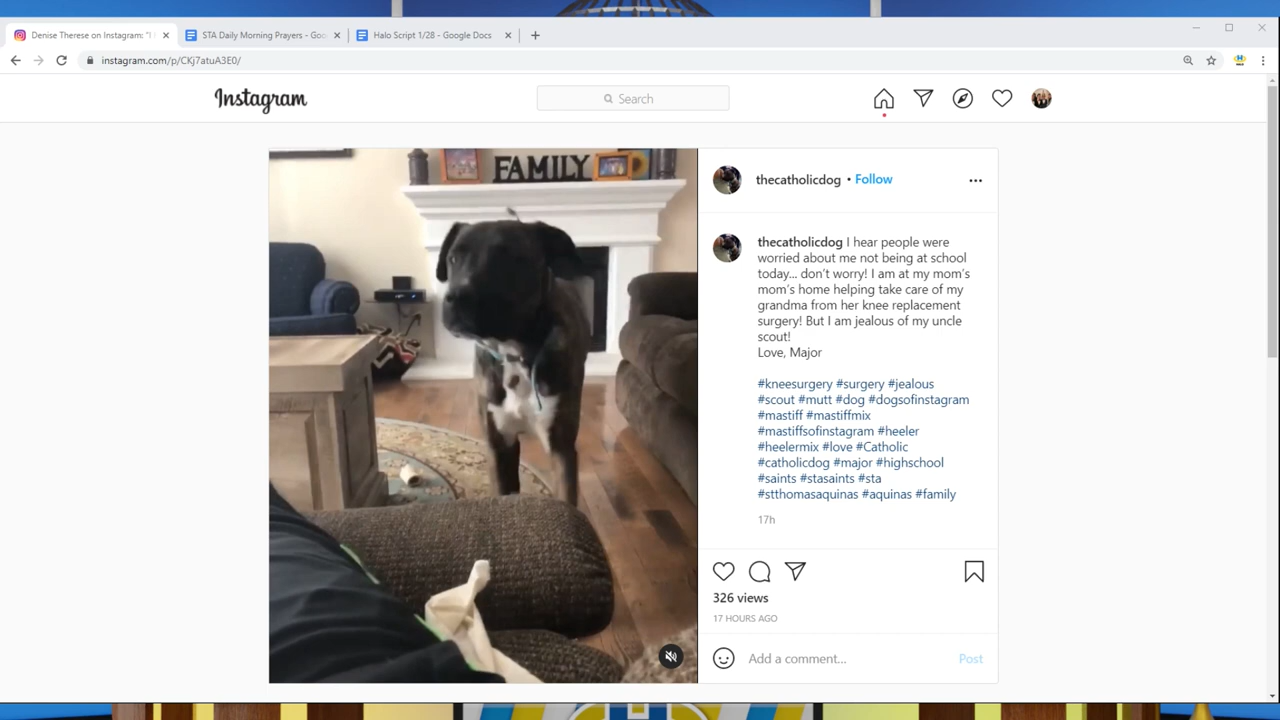 Denise Therese on Instagram: "I
STA Daily Morning Prayers - Goo
Halo Script 1/28 - Google Docs
instagram.com/p/CKj7atuA3E0/
Instagram
Search
FAMILY
thecatholicdog • Follow
thecatholicdog I hear people were
worried about me not being at school
today... don't worry! I am at my mom's
mom's home helping take care of my
grandma from her knee replacement
surgery! But I am jealous of my uncle
scout!
Love, Major
#kneesurgery #surgery #jealous
#scout #mutt #dog #dogsofinstagram
#mastiff #mastiffmix
#mastiffsofinstagram #heeler
#heelermix #love #Catholic
#catholicdog #major #highschool
#saints #stasaints #sta
#stthomasaquinas #aquinas #family
17h
326 views
17 HOURS AGO
Add a comment...
Post